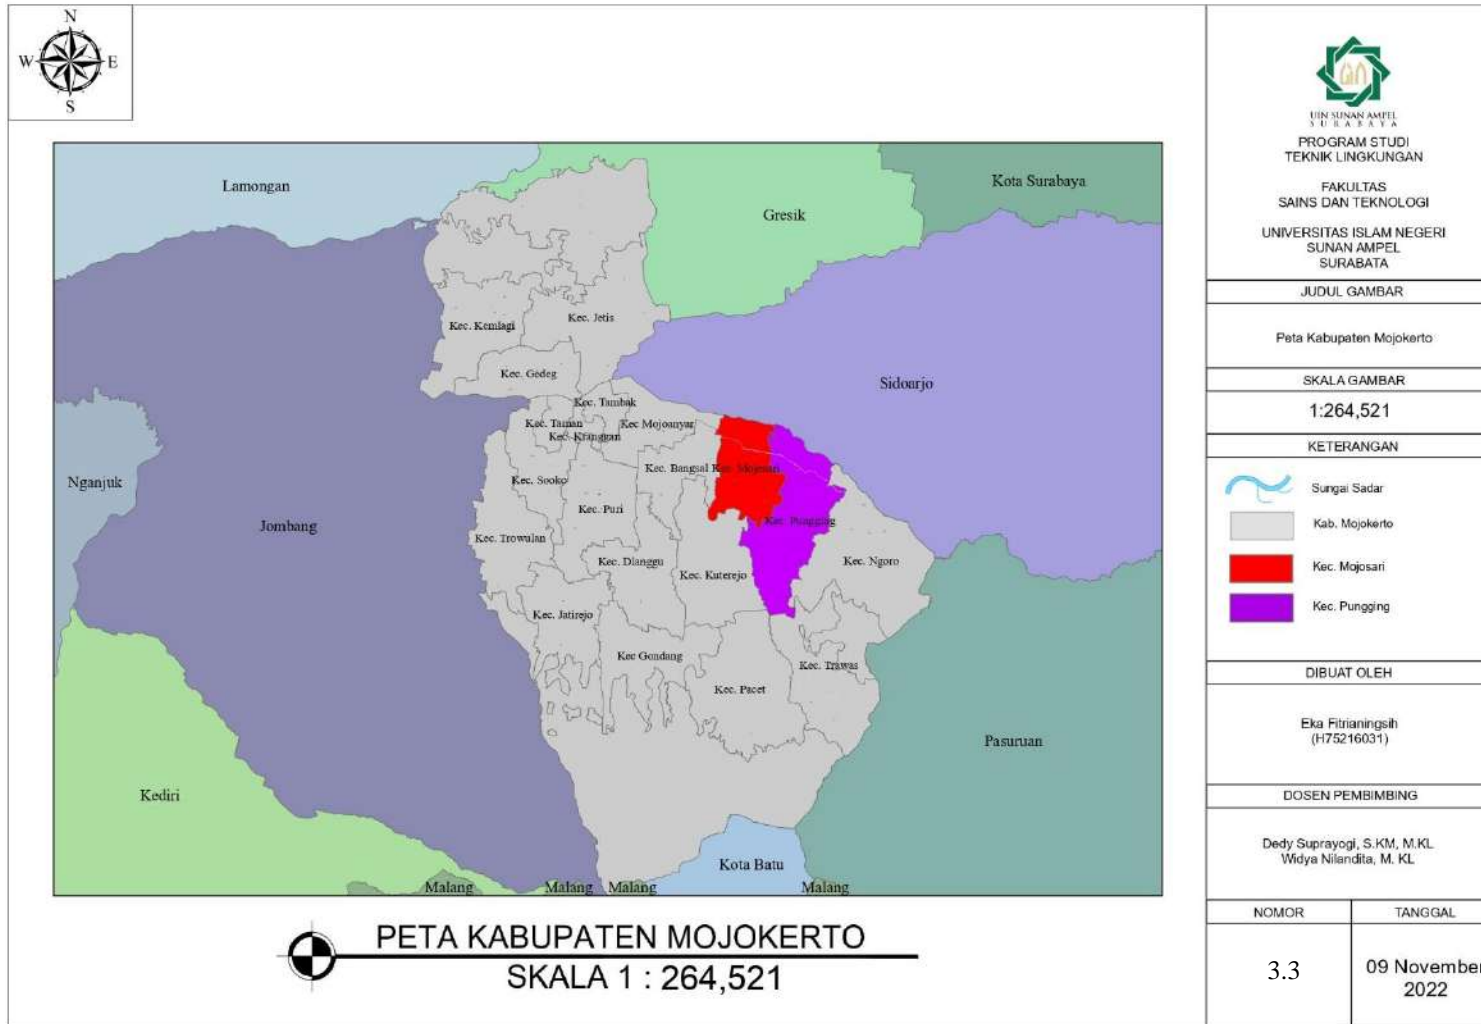 N
W E
S
Lamongan
Gresik
Kota Surabaya
Kec. Kemlagi
Kec. Jetis
Kec. Gedeg
Sidoarjo
Kec. Tambak
Kec. Taman
Kec Mojoanyar
Kec. Kranggan
Kec. Bangsal
Kec. Mojosari
Nganjuk
Kec. Sooko
Kec. Puri
Kec. Pungging
Jombang
Kec. Trowulan
Kec. Dlanggu
Kec. Kuterejo
Kec. Ngoro
Kec. Jatirejo
Kec Gondang
Kec. Trawas
Kec. Pacet
Pasuruan
Kediri
Kota Batu
Malang
Malang
Malang
Malang
PETA KABUPATEN MOJOKERTO
SKALA 1 : 264,521
UIN SUNAN AMPEL
SURABAYA
PROGRAM STUDI
TEKNIK LINGKUNGAN
FAKULTAS
SAINS DAN TEKNOLOGI
UNIVERSITAS ISLAM NEGERI
SUNAN AMPEL
SURABATA
JUDUL GAMBAR
Peta Kabupaten Mojokerto
SKALA GAMBAR
1:264,521
KETERANGAN
Sungai Sadar
Kab. Mojokerto
Kec. Mojosari
Kec. Pungging
DIBUAT OLEH
Eka Fitrianingsih
(H75216031)
DOSEN PEMBIMBING
Dedy Suprayogi, S.KM, M.KL
Widya Nilandita, M. KL
NOMOR
TANGGAL
3.3
09 November
2022